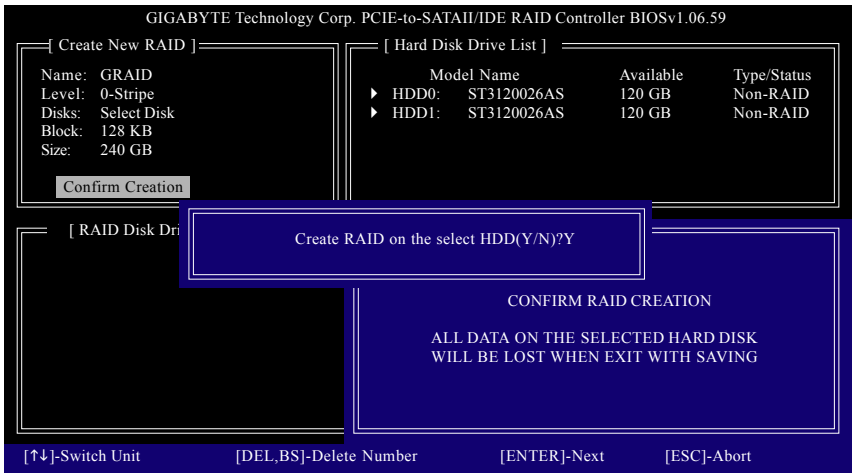 GIGABYTE Technology Corp. PCIE-to-SATAII/IDE RAID Controller BIOSv1.06.59
[ Create New RAID ]
Name: GRAID
Level: 0-Stripe
Disks: Select Disk
Block: 128 KB
Size: 240 GB
Confirm Creation
[ Hard Disk Drive List ]
Model Name Available Type/Status
HDD0: ST3120026AS 120 GB Non-RAID
HDD1: ST3120026AS 120 GB Non-RAID
[ RAID Disk Dri
Create RAID on the select HDD(Y/N)?Y
CONFIRM RAID CREATION
ALL DATA ON THE SELECTED HARD DISK
WILL BE LOST WHEN EXIT WITH SAVING
[↑↓]-Switch Unit [DEL,BS]-Delete Number [ENTER]-Next [ESC]-Abort